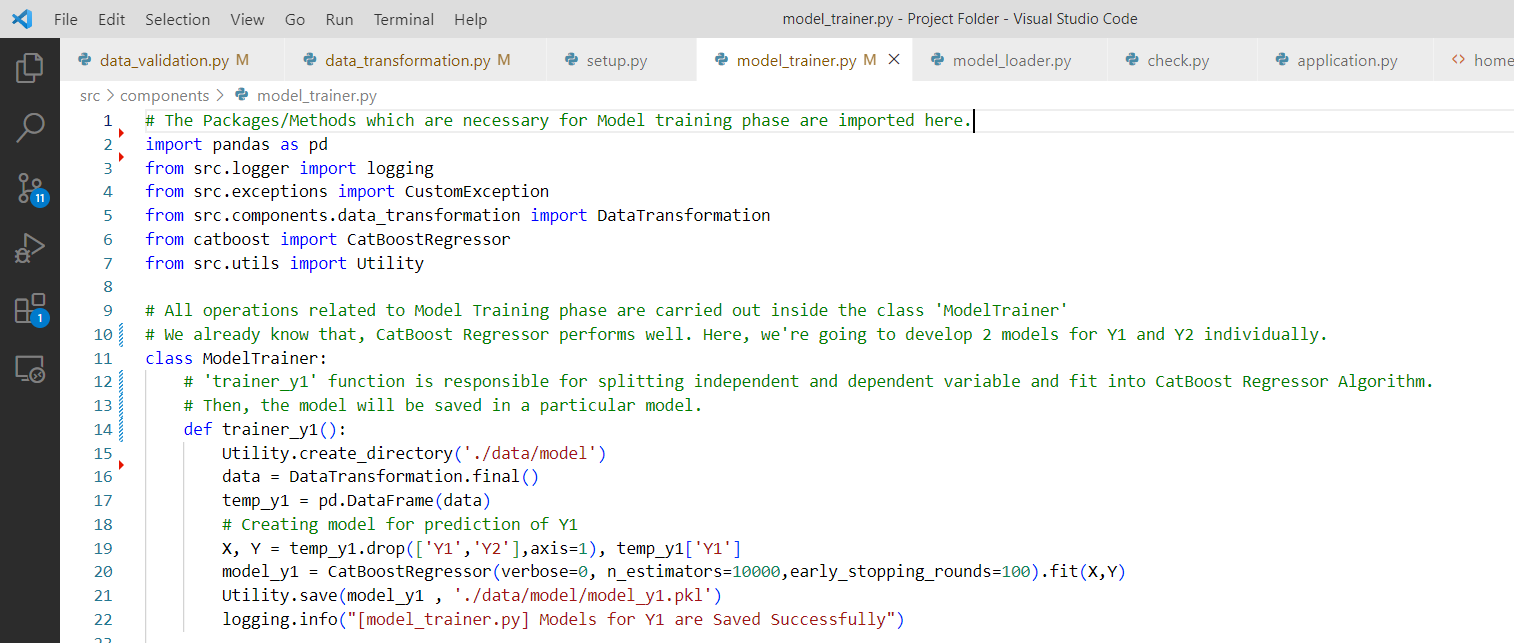 File Edit Selection View Go Run Terminal Help model_trainer.py - Project Folder - Visual Studio Code
data_validation.py M data_transformation.py M setup.py model_trainer.py M model_loader.py check.py application.py home
src > components > model_trainer.py
1 # The Packages/Methods which are necessary for Model training phase are imported here.
2 import pandas as pd
3 from src.logger import logging
4 from src.exceptions import CustomException
5 from src.components.data_transformation import DataTransformation
6 from catboost import CatBoostRegressor
7 from src.utils import Utility
8
9 # All operations related to Model Training phase are carried out inside the class 'ModelTrainer'
10 # We already know that, CatBoost Regressor performs well. Here, we're going to develop 2 models for Y1 and Y2 individually.
11 class ModelTrainer:
12 # 'trainer_y1' function is responsible for splitting independent and dependent variable and fit into CatBoost Regressor Algorithm.
13 # Then, the model will be saved in a particular model.
14 def trainer_y1():
15 Utility.create_directory('./data/model')
16 data = DataTransformation.final()
17 temp_y1 = pd.DataFrame(data)
18 # Creating model for prediction of Y1
19 X, Y = temp_y1.drop(['Y1','Y2'],axis=1), temp_y1['Y1']
20 model_y1 = CatBoostRegressor(verbose=0, n_estimators=10000,early_stopping_rounds=100).fit(X,Y)
21 Utility.save(model_y1 , './data/model/model_y1.pkl')
22 logging.info("[model_trainer.py] Models for Y1 are Saved Successfully")
23
11
1